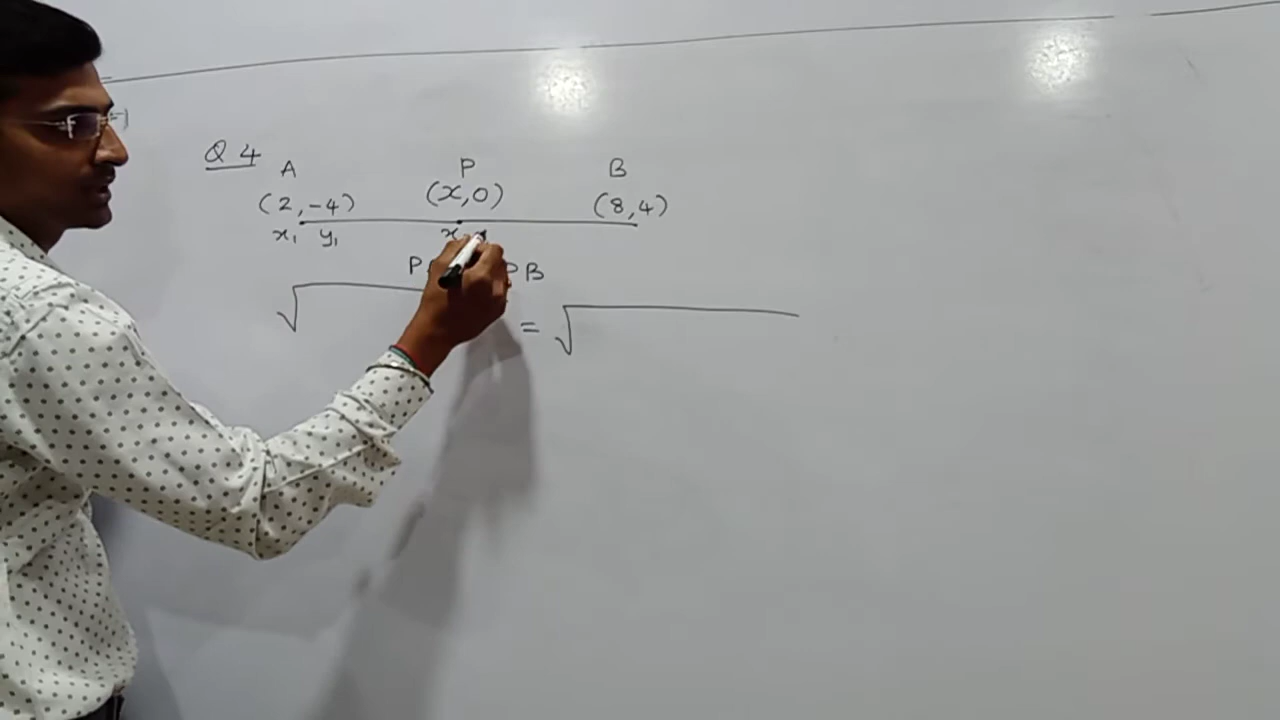 Q 4
A P B
(2,-4) (x,0) (8,4)
x₁ y₁ x
P PB
√ = √